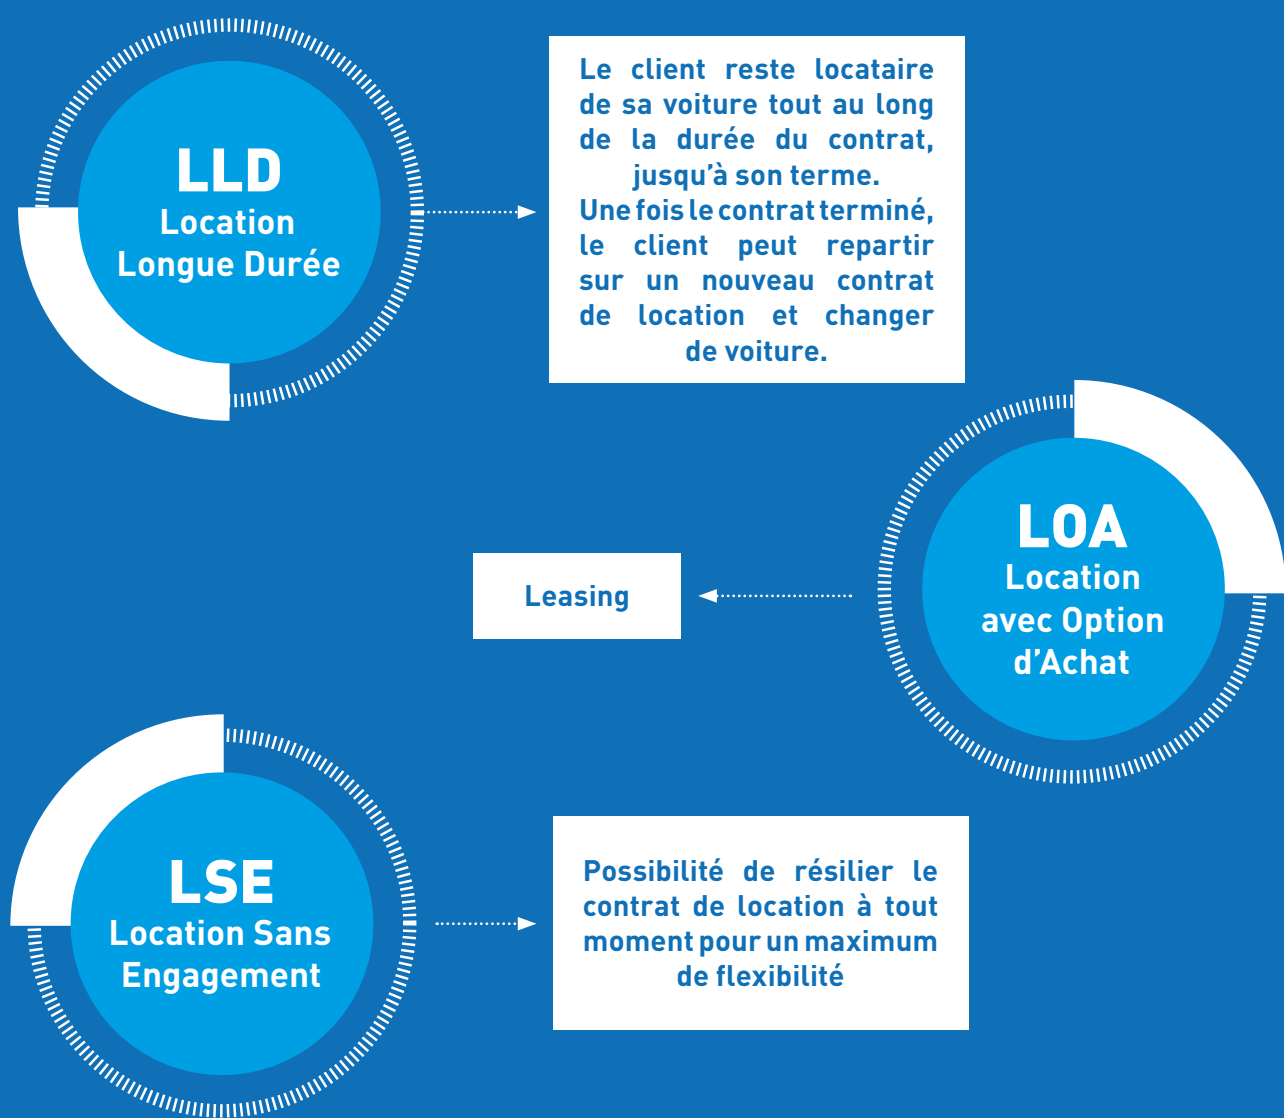 LLD
Location
Longue Durée
Le client reste locataire
de sa voiture tout au long
de la durée du contrat,
jusqu’à son terme.
Une fois le contrat terminé,
le client peut repartir
sur un nouveau contrat
de location et changer
de voiture.
LOA
Location
avec Option
d’Achat
Leasing
LSE
Location Sans
Engagement
Possibilité de résilier le
contrat de location à tout
moment pour un maximum
de flexibilité